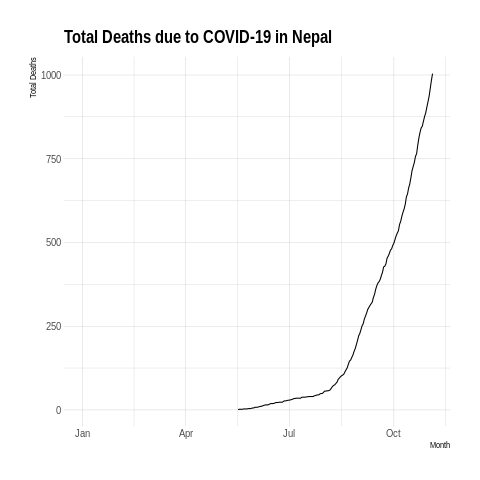 Total Deaths due to COVID-19 in Nepal
Total Deaths
1000
750
500
250
0
Jan Apr Jul Oct
Month